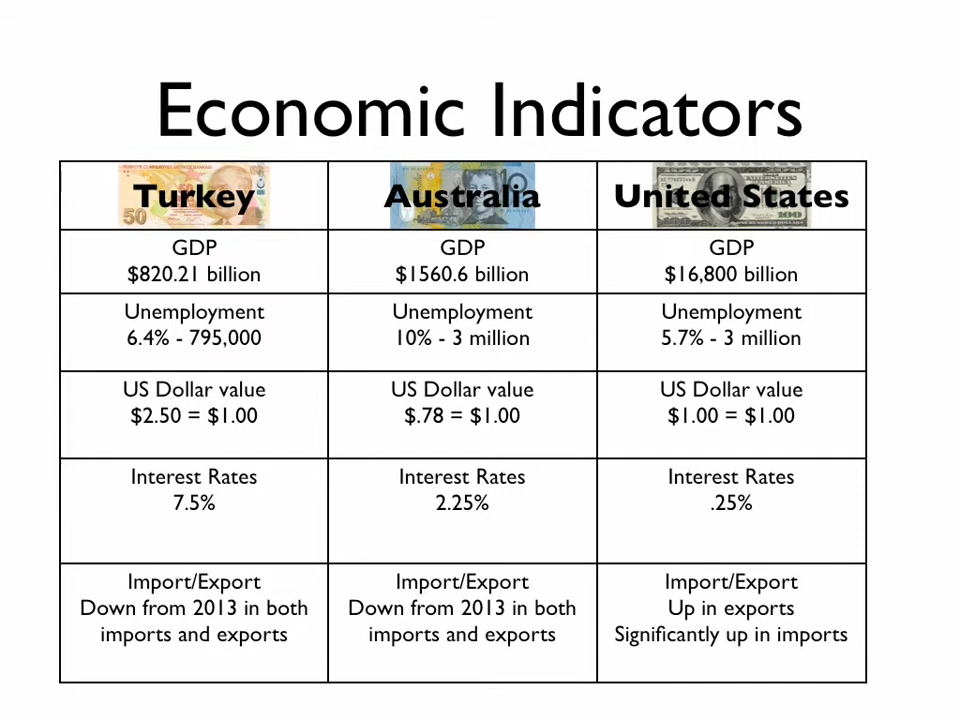 Economic Indicators
Turkey
Australia
United States
GDP
$820.21 billion
GDP
$1560.6 billion
GDP
$16,800 billion
Unemployment
6.4% - 795,000
Unemployment
10% - 3 million
Unemployment
5.7% - 3 million
US Dollar value
$2.50 = $1.00
US Dollar value
$.78 = $1.00
US Dollar value
$1.00 = $1.00
Interest Rates
7.5%
Interest Rates
2.25%
Interest Rates
.25%
Import/Export
Down from 2013 in both
imports and exports
Import/Export
Down from 2013 in both
imports and exports
Import/Export
Up in exports
Significantly up in imports
50
10
100